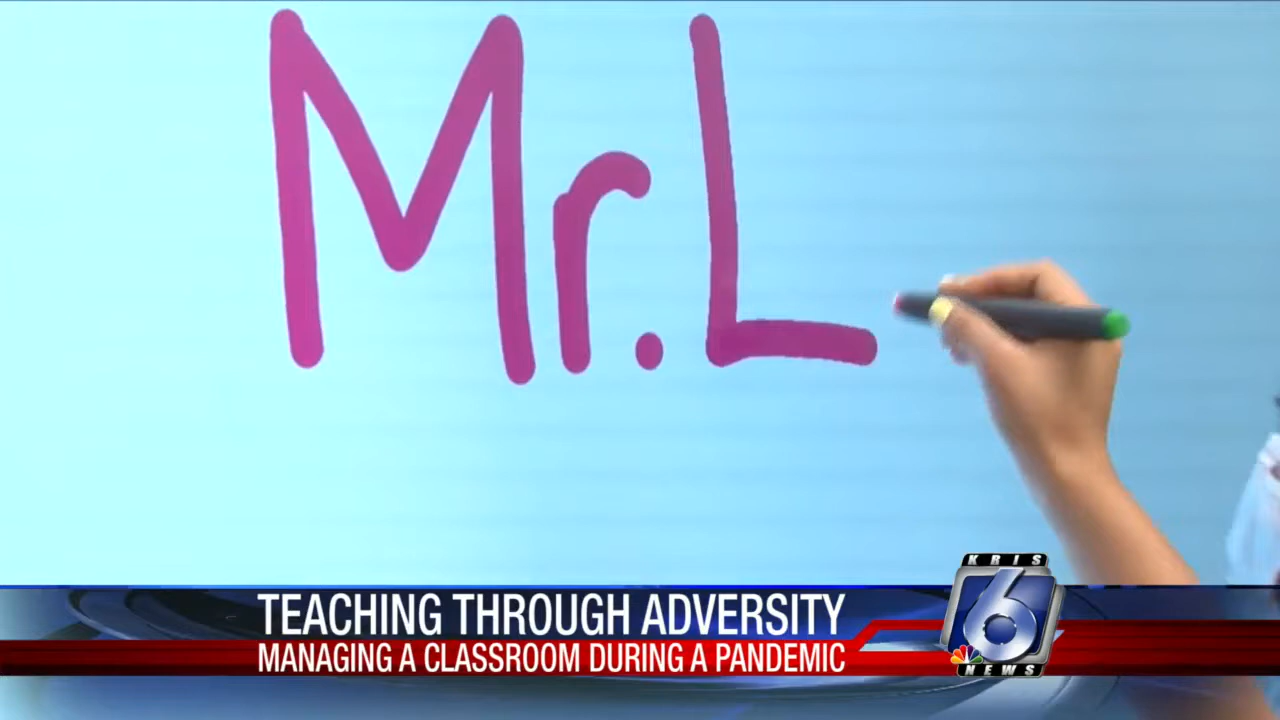 Mr. L
TEACHING THROUGH ADVERSITY
MANAGING A CLASSROOM DURING A PANDEMIC
KRIS
6
NEWS